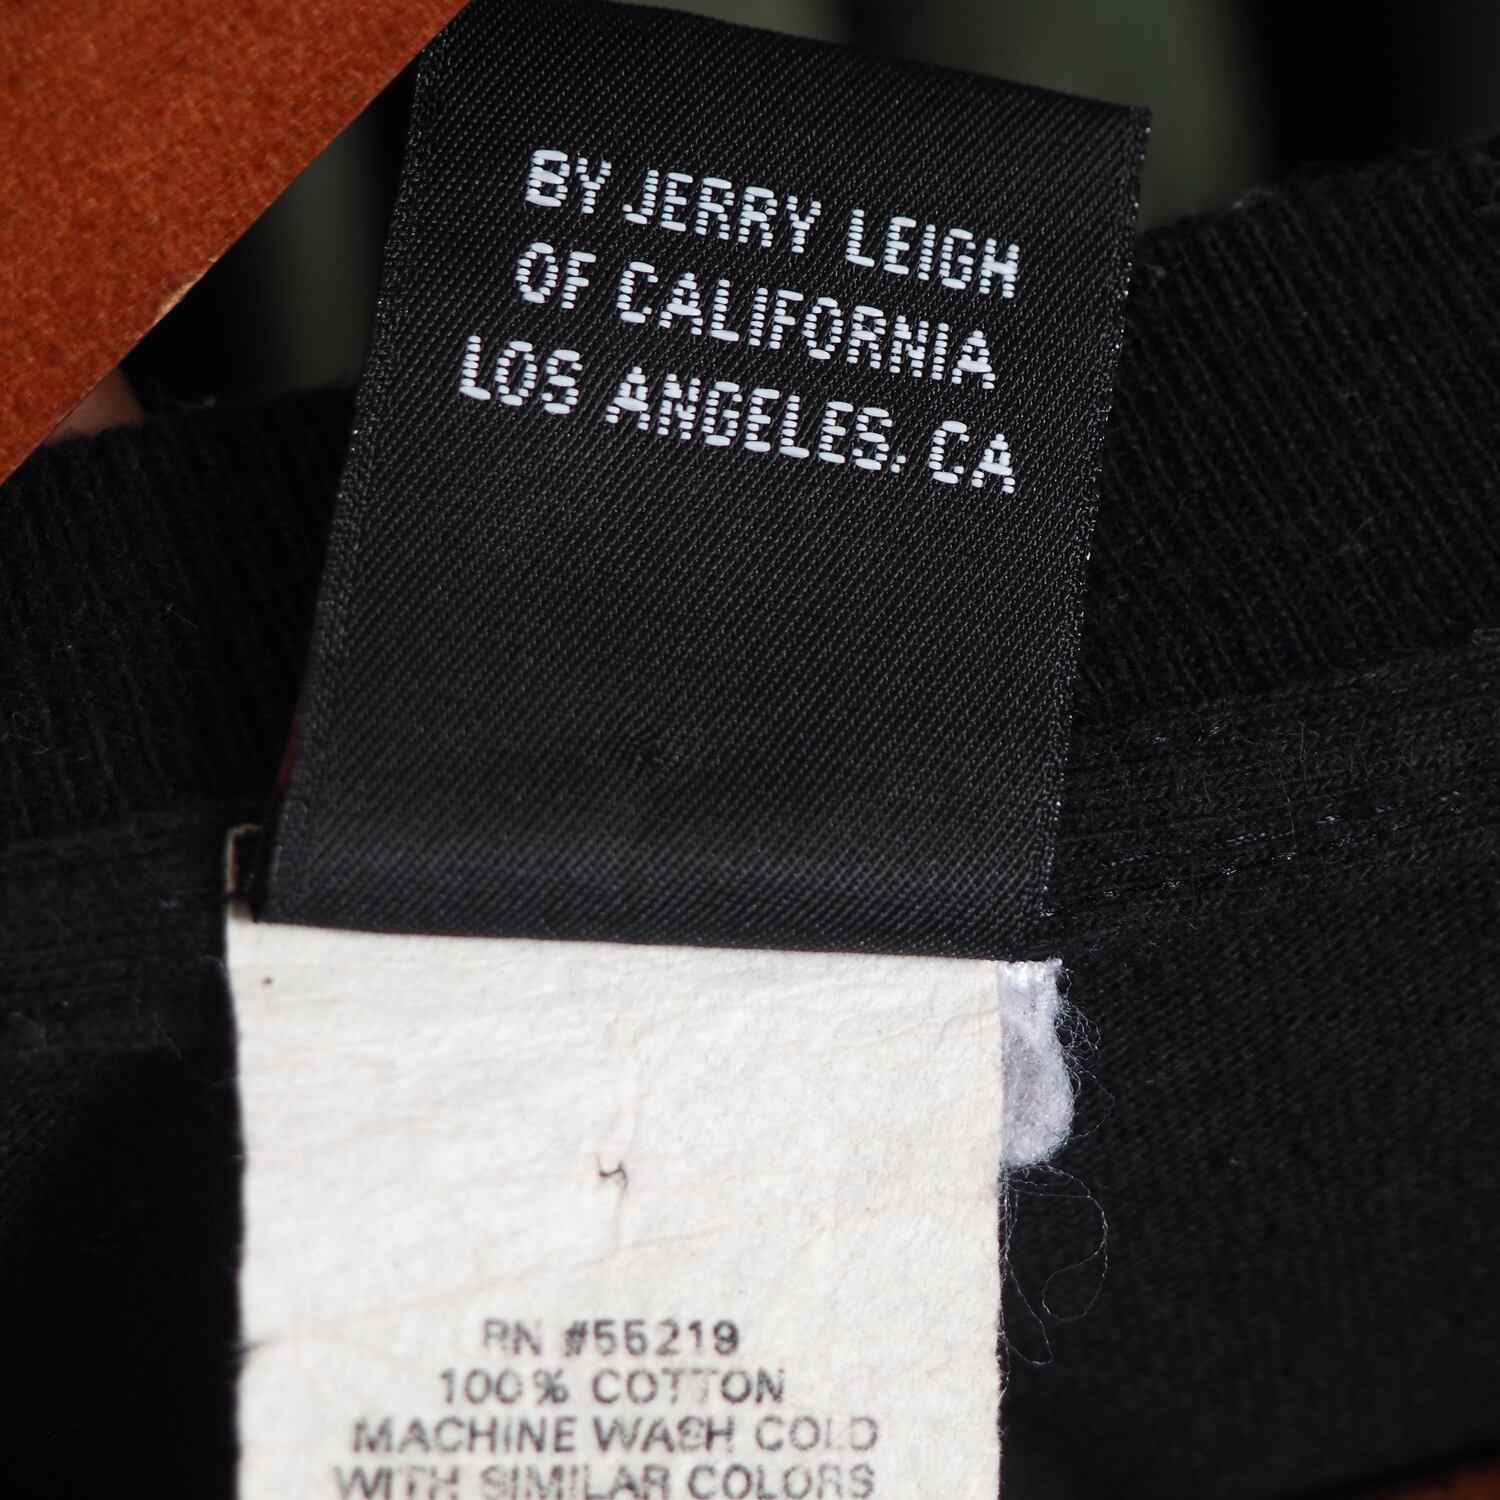 BY JERRY LEIGH
OF CALIFORNIA
LOS ANGELES, CA
RN #55219
100% COTTON
MACHINE WASH COLD
WITH SIMILAR COLORS